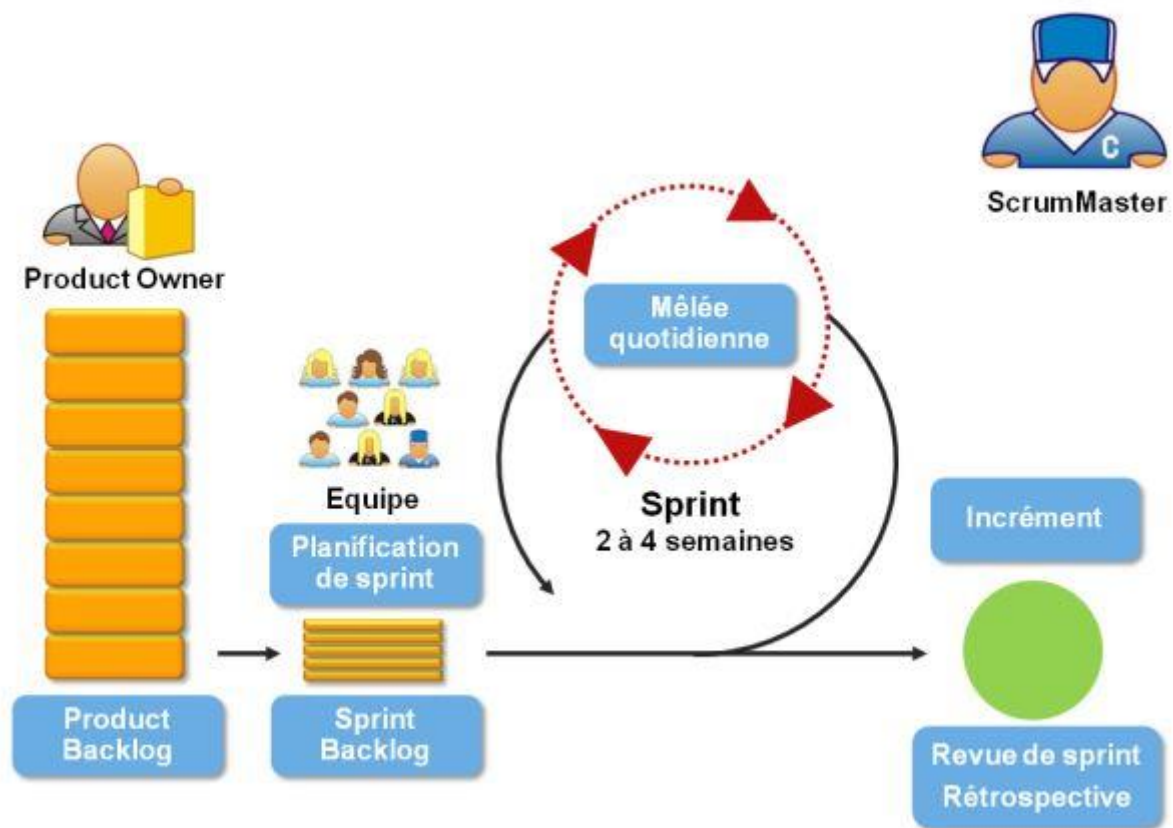 ScrumMaster
Product Owner
Mêlée
quotidienne
Equipe
Sprint
2 à 4 semaines
Planification
de sprint
Incrément
Product
Backlog
Sprint
Backlog
Revue de sprint
Rétrospective
C